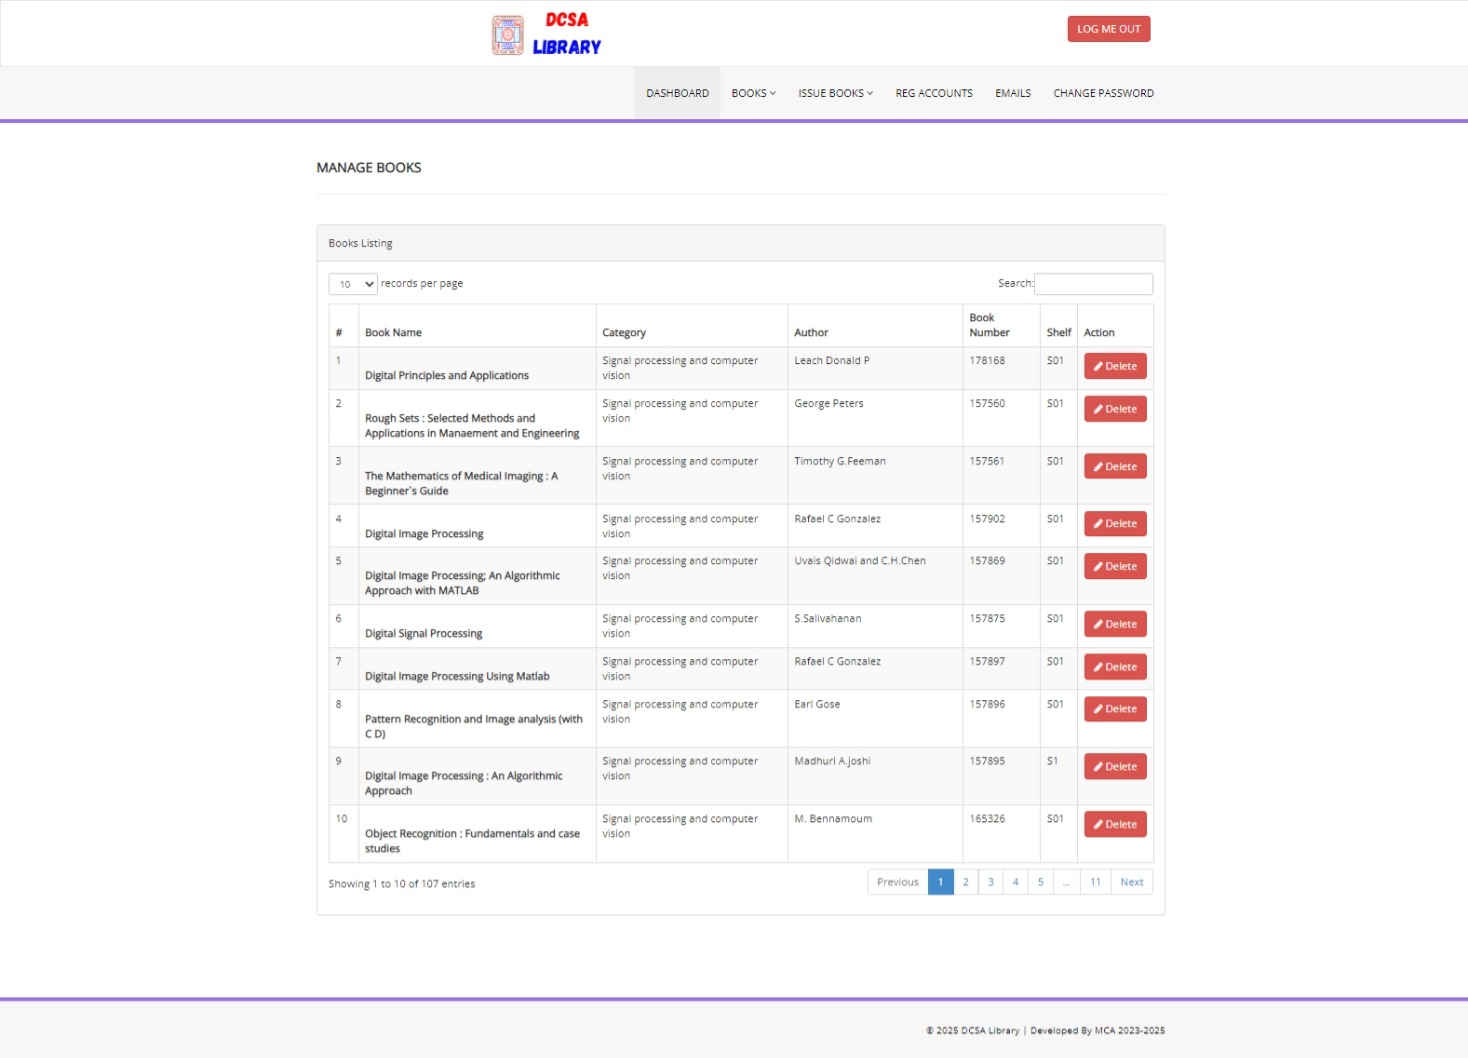 DCSA
LIBRARY
LOG ME OUT
DASHBOARD BOOKS ISSUE BOOKS REG ACCOUNTS EMAILS CHANGE PASSWORD
MANAGE BOOKS
Books Listing
10 records per page Search:
# Book Name Category Author Book Number Shelf Action
1 Digital Principles and Applications Signal processing and computer vision Leach Donald P 178168 S01 Delete
2 Rough Sets : Selected Methods and Applications in Manaement and Engineering Signal processing and computer vision George Peters 157560 S01 Delete
3 The Mathematics of Medical Imaging : A Beginner`s Guide Signal processing and computer vision Timothy G.Feeman 157561 S01 Delete
4 Digital Image Processing Signal processing and computer vision Rafael C Gonzalez 157902 S01 Delete
5 Digital Image Processing; An Algorithmic Approach with MATLAB Signal processing and computer vision Uvais Qidwai and C.H.Chen 157869 S01 Delete
6 Digital Signal Processing Signal processing and computer vision S.Salivahanan 157875 S01 Delete
7 Digital Image Processing Using Matlab Signal processing and computer vision Rafael C Gonzalez 157897 S01 Delete
8 Pattern Recognition and Image analysis (with C D) Signal processing and computer vision Earl Gose 157896 S01 Delete
9 Digital Image Processing : An Algorithmic Approach Signal processing and computer vision Madhuri A.joshi 157895 S1 Delete
10 Object Recognition : Fundamentals and case studies Signal processing and computer vision M. Bennamoum 165326 S01 Delete
Showing 1 to 10 of 107 entries Previous 1 2 3 4 5 ... 11 Next
© 2025 DCSA Library | Developed By MCA 2023-2025